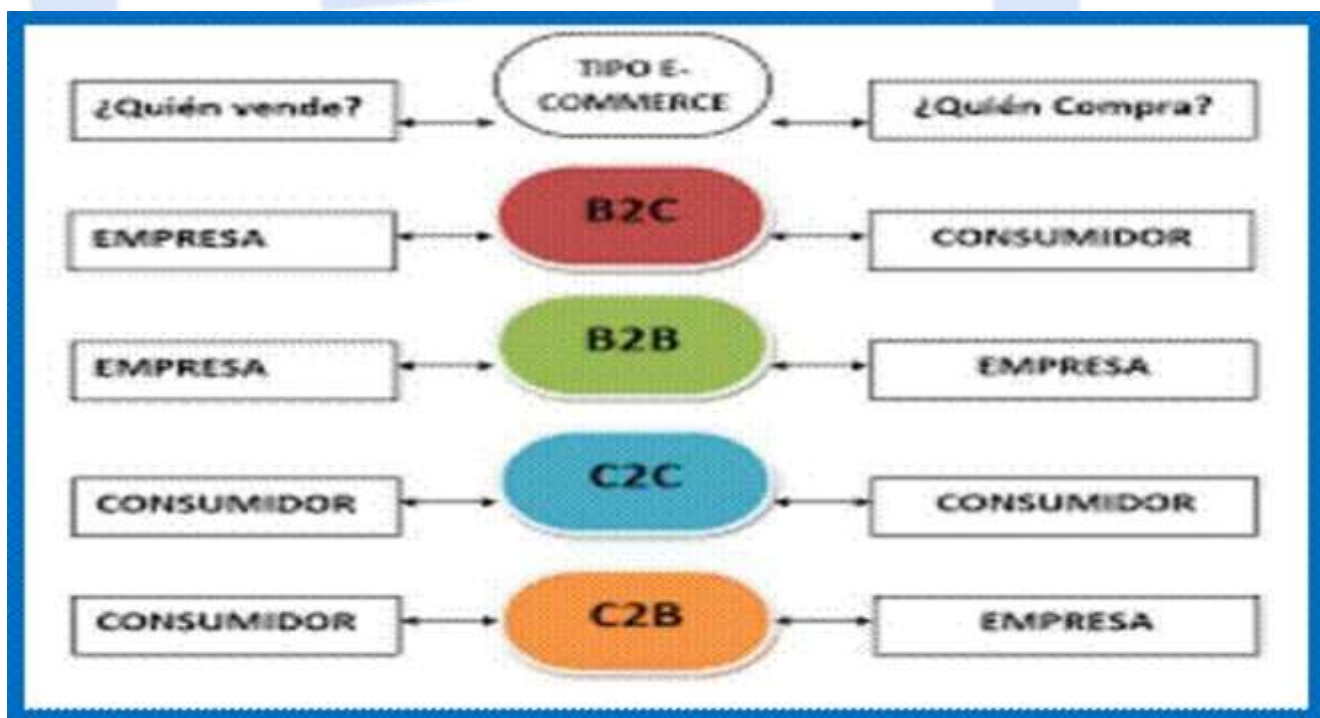 ¿Quién vende?
TIPO E-
COMMERCE
¿Quién Compra?
EMPRESA
B2C
CONSUMIDOR
EMPRESA
B2B
EMPRESA
CONSUMIDOR
C2C
CONSUMIDOR
CONSUMIDOR
C2B
EMPRESA